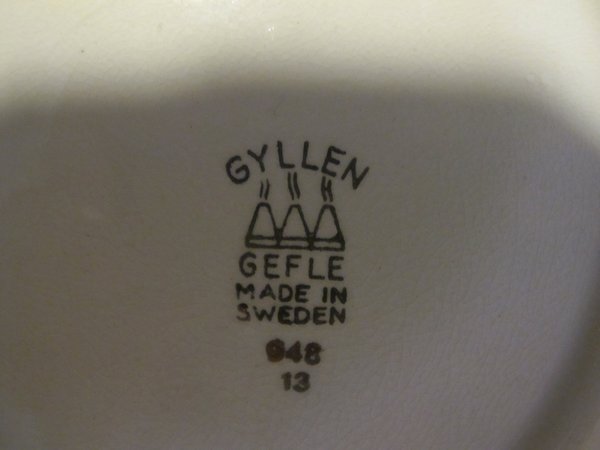 GYLLEN
GEFLE
MADE IN
SWEDEN
948
13